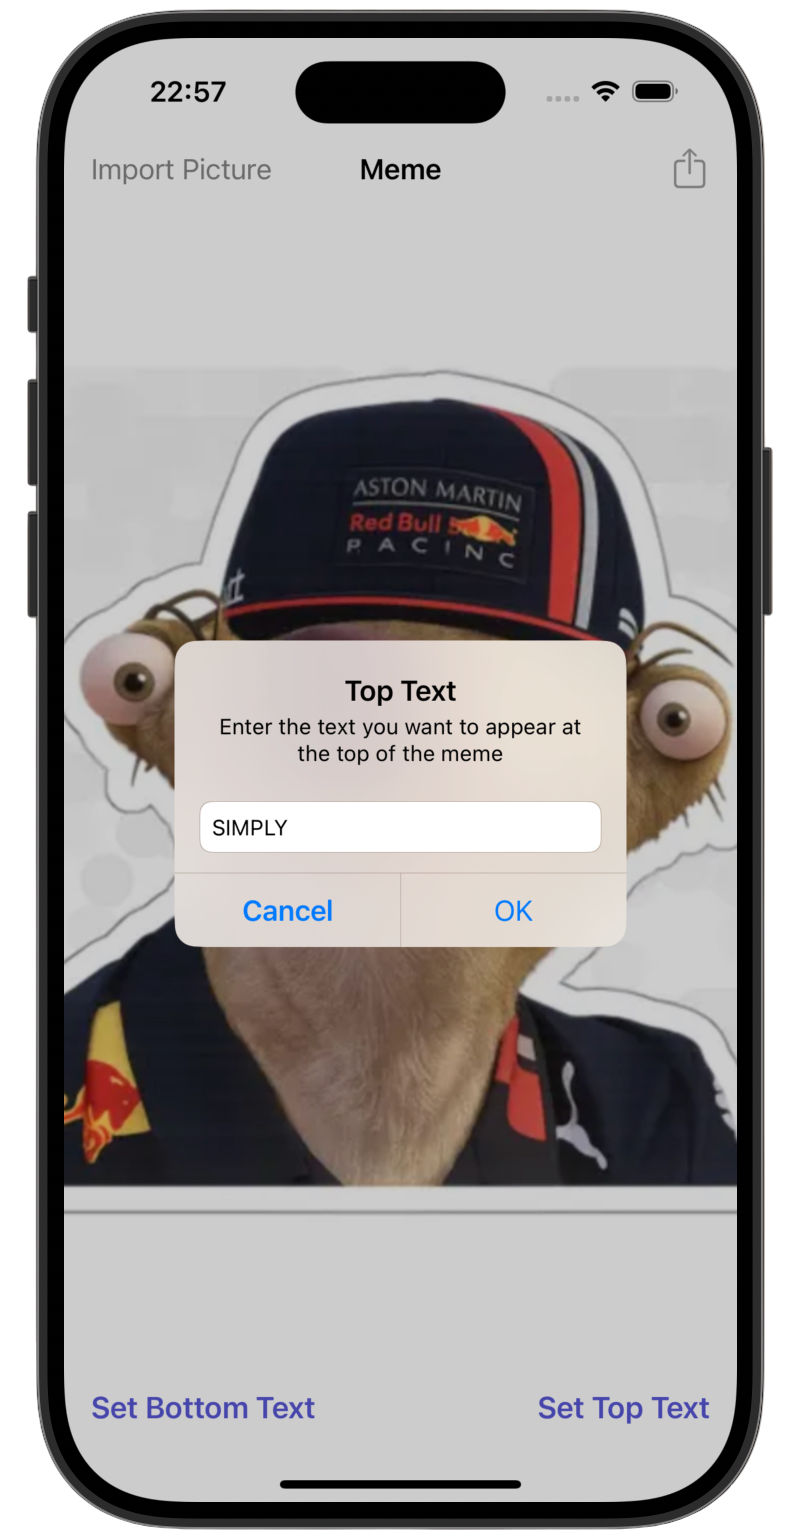 22:57
Import Picture
Meme
ASTON MARTIN
Red Bull
RACING
Top Text
Enter the text you want to appear at
the top of the meme
SIMPLY
Cancel
OK
Set Bottom Text
Set Top Text